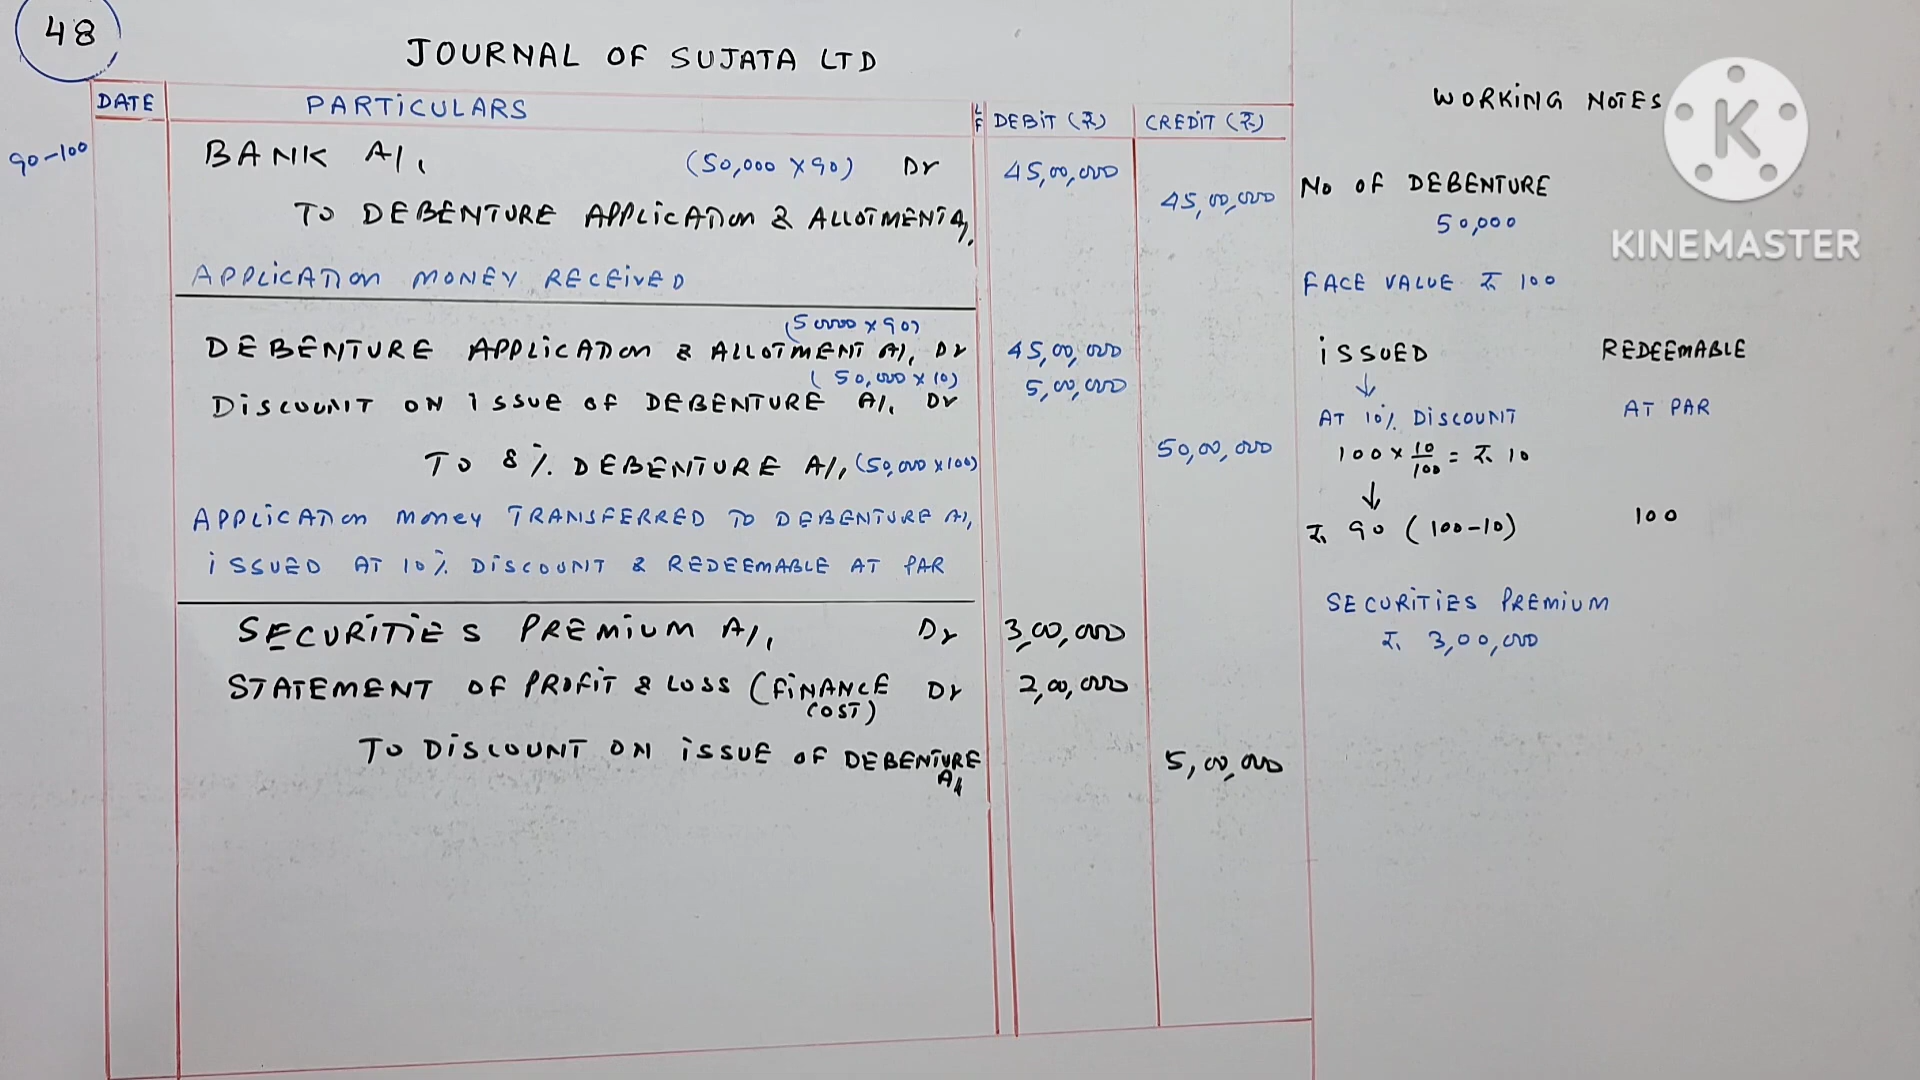 48
JOURNAL OF SUJATA LTD
DATE PARTICULARS LF DEBIT (₹) CREDIT (₹)
90-100
BANK A/c (50,000 x 90) Dr 45,00,000
TO DEBENTURE APPLICATION & ALLOTMENT A/c 45,00,000
APPLICATION MONEY RECEIVED
(50000 x 90)
DEBENTURE APPLICATION & ALLOTMENT A/c Dr 45,00,000
(50,000 x 10)
DISCOUNT ON ISSUE OF DEBENTURE A/c Dr 5,00,000
TO 8% DEBENTURE A/c (50,000 x 100) 50,00,000
APPLICATION MONEY TRANSFERRED TO DEBENTURE A/c
ISSUED AT 10% DISCOUNT & REDEEMABLE AT PAR
SECURITIES PREMIUM A/c Dr 3,00,000
STATEMENT OF PROFIT & LOSS (FINANCE Dr 2,00,000
COST)
TO DISCOUNT ON ISSUE OF DEBENTURE 5,00,000
A/c
WORKING NOTES
NO OF DEBENTURE
50,000
FACE VALUE ₹ 100
ISSUED REDEEMABLE
↓
AT 10% DISCOUNT AT PAR
100 x 10/100 = ₹ 10
↓
₹ 90 (100-10) 100
SECURITIES PREMIUM
₹ 3,00,000
K
KINEMASTER